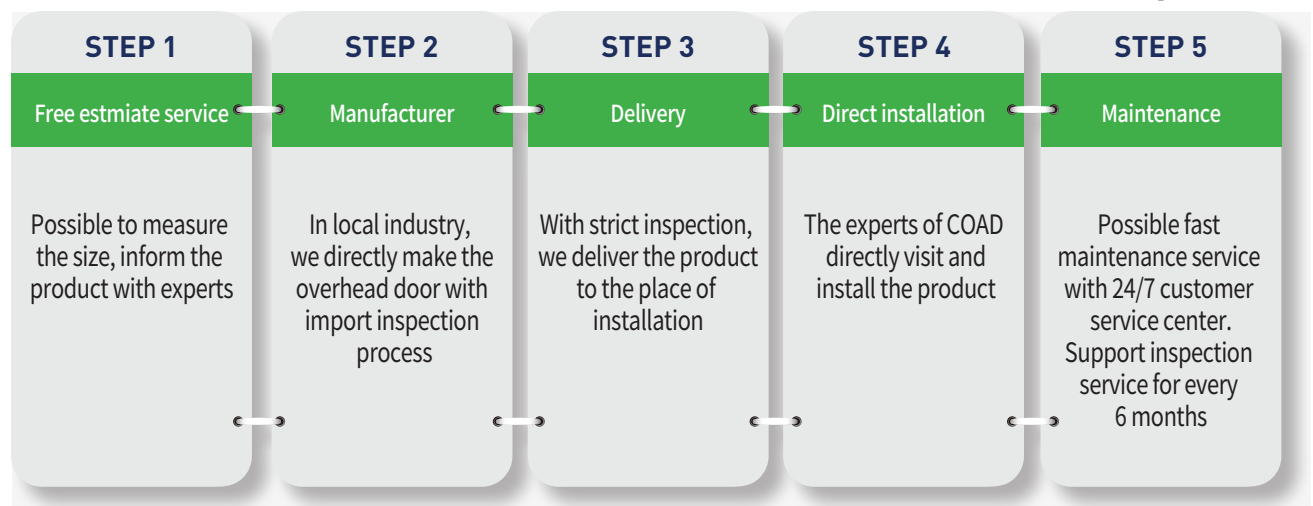 STEP 1
Free estmiate service
Possible to measure
the size, inform the
product with experts
STEP 2
Manufacturer
In local industry,
we directly make the
overhead door with
import inspection
process
STEP 3
Delivery
With strict inspection,
we deliver the product
to the place of
installation
STEP 4
Direct installation
The experts of COAD
directly visit and
install the product
STEP 5
Maintenance
Possible fast
maintenance service
with 24/7 customer
service center.
Support inspection
service for every
6 months